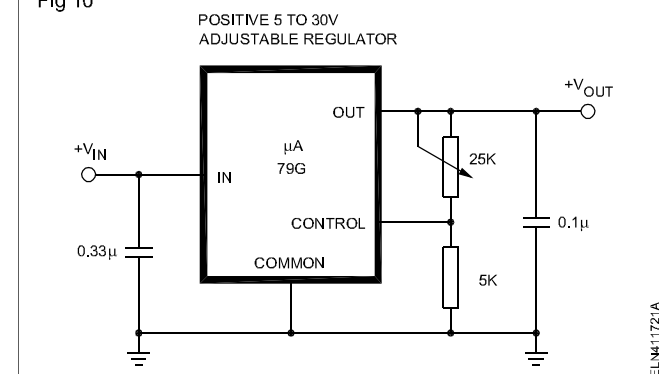 Fig 16
POSITIVE 5 TO 30V
ADJUSTABLE REGULATOR
+VOUT
OUT
µA
79G
25K
+VIN
IN
CONTROL
0.1µ
0.33µ
COMMON
5K
ELN411721A